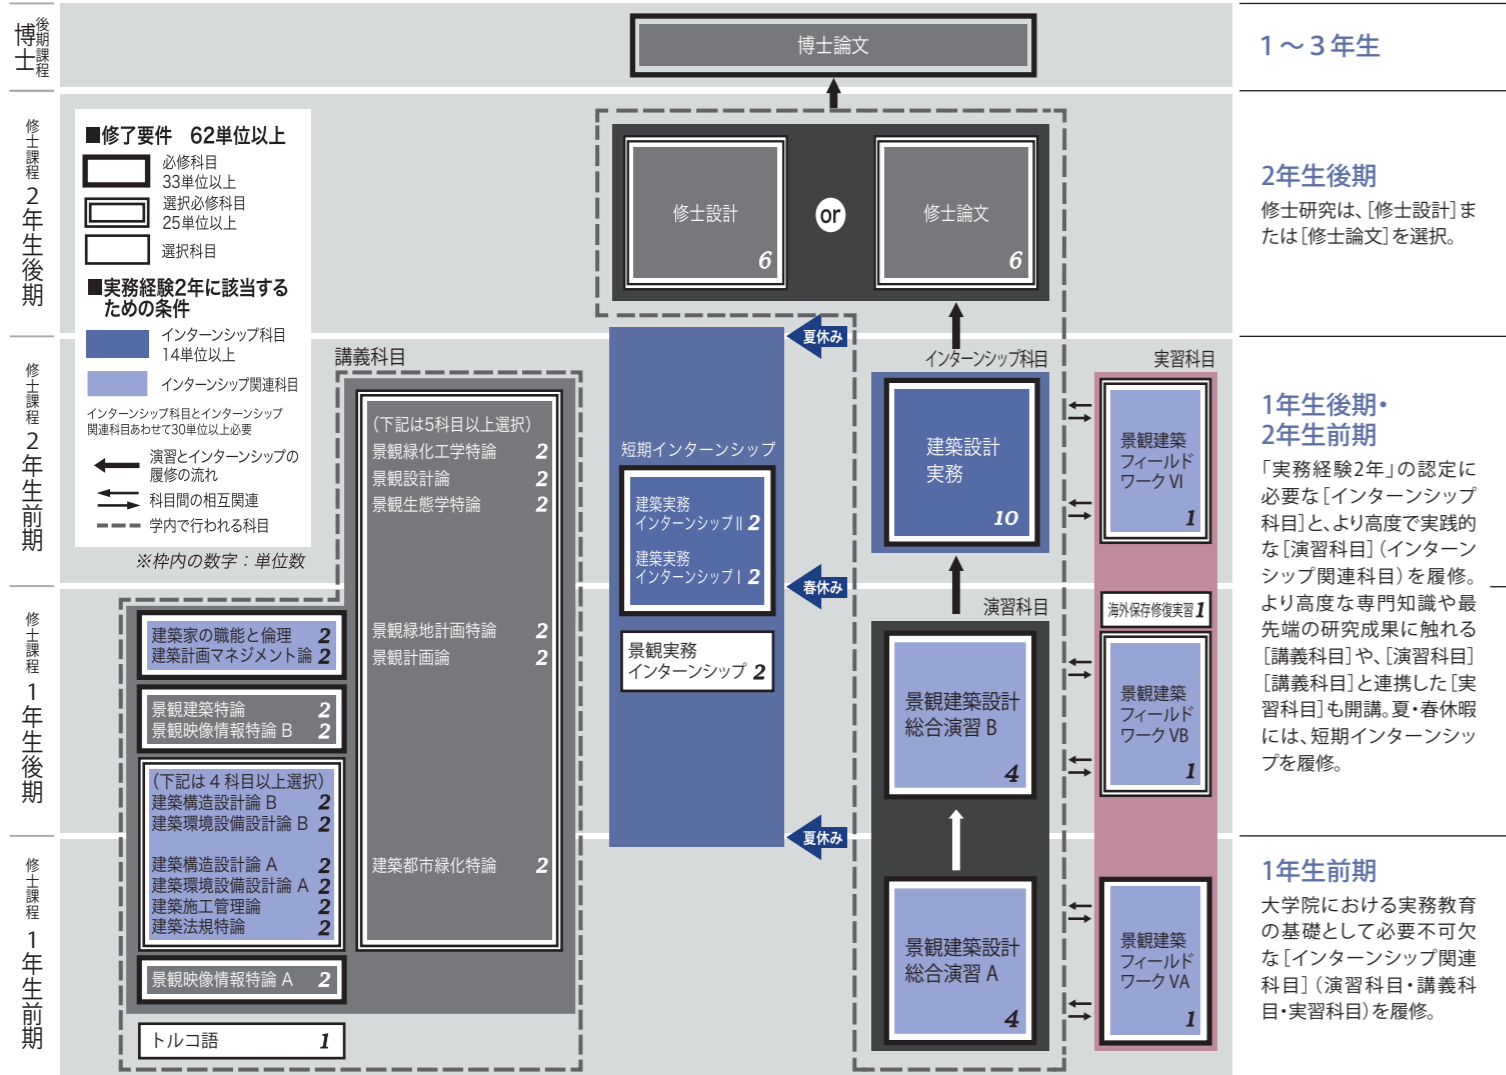 博士後期課程
博士論文
1～3年生
修士課程 2年生後期
■修了要件　62単位以上
必修科目
33単位以上
選択必修科目
25単位以上
選択科目
■実務経験2年に該当する
ための条件
インターンシップ科目
14単位以上
インターンシップ関連科目
インターンシップ科目とインターンシップ
関連科目あわせて30単位以上必要
演習とインターンシップの
履修の流れ
科目間の相互関連
学内で行われる科目
※枠内の数字：単位数
修士設計
6
or
修士論文
6
2年生後期
修士研究は、［修士設計］ま
たは［修士論文］を選択。
修士課程 2年生前期
講義科目
（下記は5科目以上選択）
景観緑化工学特論 2
景観設計論 2
景観生態学特論 2
景観緑地計画特論 2
景観計画論 2
建築都市緑化特論 2
夏休み
短期インターンシップ
建築実務
インターンシップⅡ 2
建築実務
インターンシップⅠ 2
春休み
景観実務
インターンシップ 2
夏休み
インターンシップ科目
建築設計
実務
10
実習科目
景観建築
フィールド
ワーク VI
1
1年生後期・
2年生前期
「実務経験2年」の認定に
必要な［インターンシップ
科目］と、より高度で実践的
な［演習科目］（インターン
シップ関連科目）を履修。
より高度な専門知識や最
先端の研究成果に触れる
［講義科目］や、［演習科目］
［講義科目］と連携した［実
習科目］も開講。夏・春休暇
には、短期インターンシッ
プを履修。
修士課程 1年生後期
建築家の職能と倫理 2
建築計画マネジメント論 2
景観建築特論 2
景観映像情報特論 B 2
（下記は 4 科目以上選択）
建築構造設計論 B 2
建築環境設備設計論 B 2
建築構造設計論 A 2
建築環境設備設計論 A 2
建築施工管理論 2
建築法規特論 2
景観映像情報特論 A 2
トルコ語 1
演習科目
景観建築設計
総合演習 B
4
海外保存修復実習 1
景観建築
フィールド
ワーク VB
1
修士課程 1年生前期
景観建築設計
総合演習 A
4
景観建築
フィールド
ワーク VA
1
1年生前期
大学院における実務教育
の基礎として必要不可欠
な［インターンシップ関連
科目］（演習科目・講義科
目・実習科目）を履修。